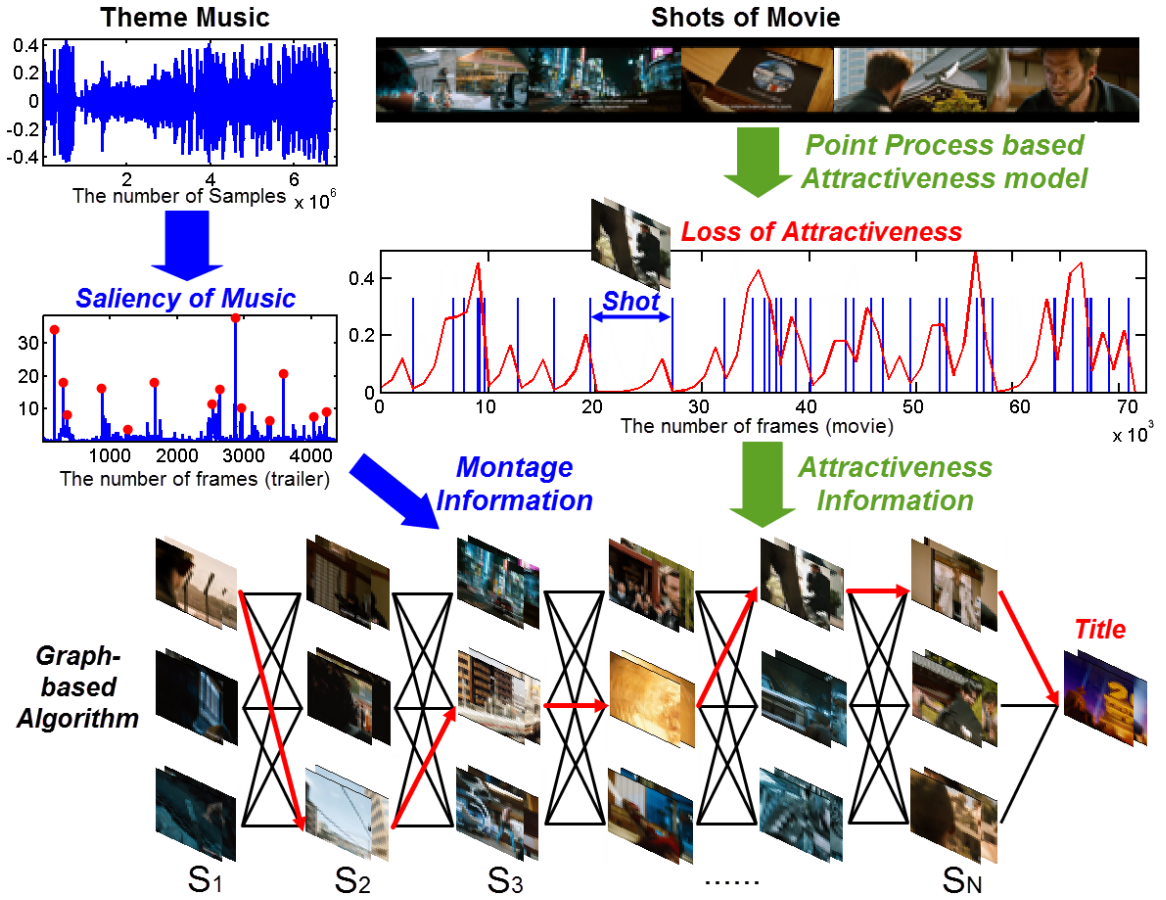 Theme Music
Shots of Movie
0.4
0.2
0
-0.2
-0.4
2
4
6
The number of Samples
x 10^6
Point Process based
Attractiveness model
Saliency of Music
Loss of Attractiveness
Shot
30
20
10
1000
2000
3000
4000
The number of frames (trailer)
0.4
0.2
0
0
10
20
30
40
50
60
70
The number of frames (movie)
x 10^3
Montage
Information
Attractiveness
Information
Graph-
based
Algorithm
Title
S1
S2
S3
......
SN